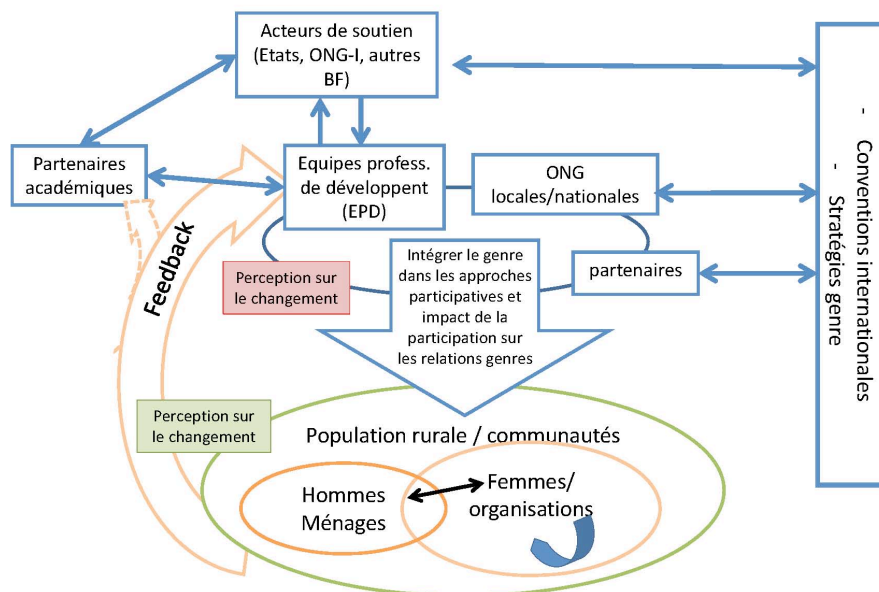 Acteurs de soutien
(Etats, ONG-I, autres
BF)
Partenaires
académiques
Equipes profess.
de développent
(EPD)
ONG
locales/nationales
partenaires
- Conventions internationales
- Stratégies genre
Feedback
Perception sur
le changement
Intégrer le genre
dans les approches
participatives et
impact de la
participation sur
les relations genres
Perception sur
le changement
Population rurale / communautés
Hommes
Ménages
Femmes/
organisations